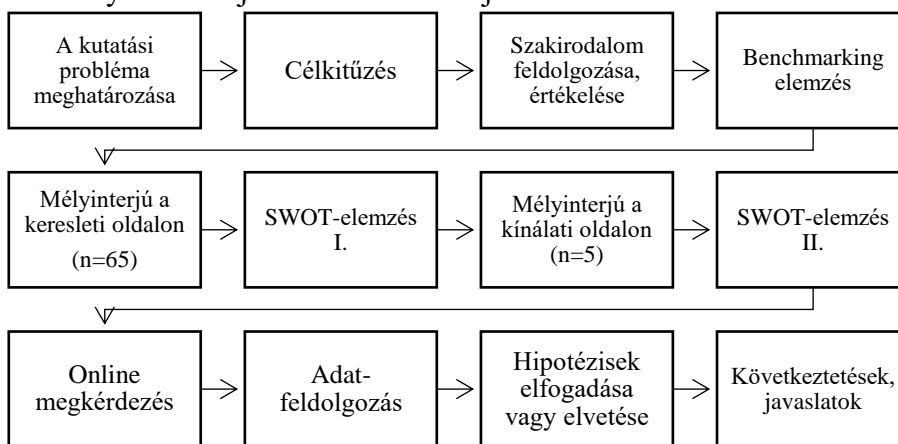 A kutatási
probléma
meghatározása
Célkitűzés
Szakirodalom
feldolgozása,
értékelése
Benchmarking
elemzés
Mélyinterjú a
keresleti oldalon
(n=65)
SWOT-elemzés
I.
Mélyinterjú a
kínálati oldalon
(n=5)
SWOT-elemzés
II.
Online
megkérdezés
Adat-
feldolgozás
Hipotézisek
elfogadása
vagy elvetése
Következtetések,
javaslatok